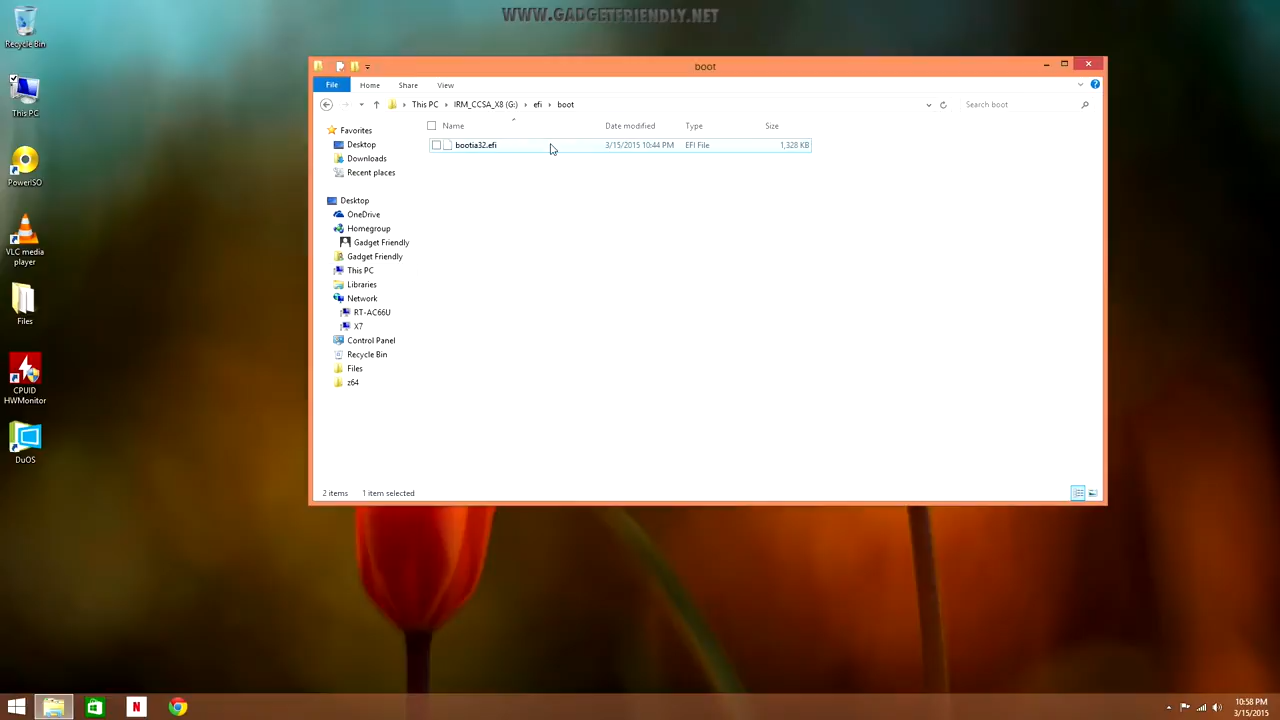 WWW.GADGETFRIENDLY.NET
Recycle Bin
This PC
PowerISO
VLC media
player
Files
CPUID
HWMonitor
DuOS
boot
File Home Share View
This PC IRM_CCSA_X8 (G:) efi boot
Search boot
Name Date modified Type Size
bootia32.efi 3/15/2015 10:44 PM EFI File 1,328 KB
Favorites
Desktop
Downloads
Recent places
Desktop
OneDrive
Homegroup
Gadget Friendly
Gadget Friendly
This PC
Libraries
Network
RT-AC66U
X7
Control Panel
Recycle Bin
Files
z64
2 items 1 item selected
N
10:58 PM
3/15/2015